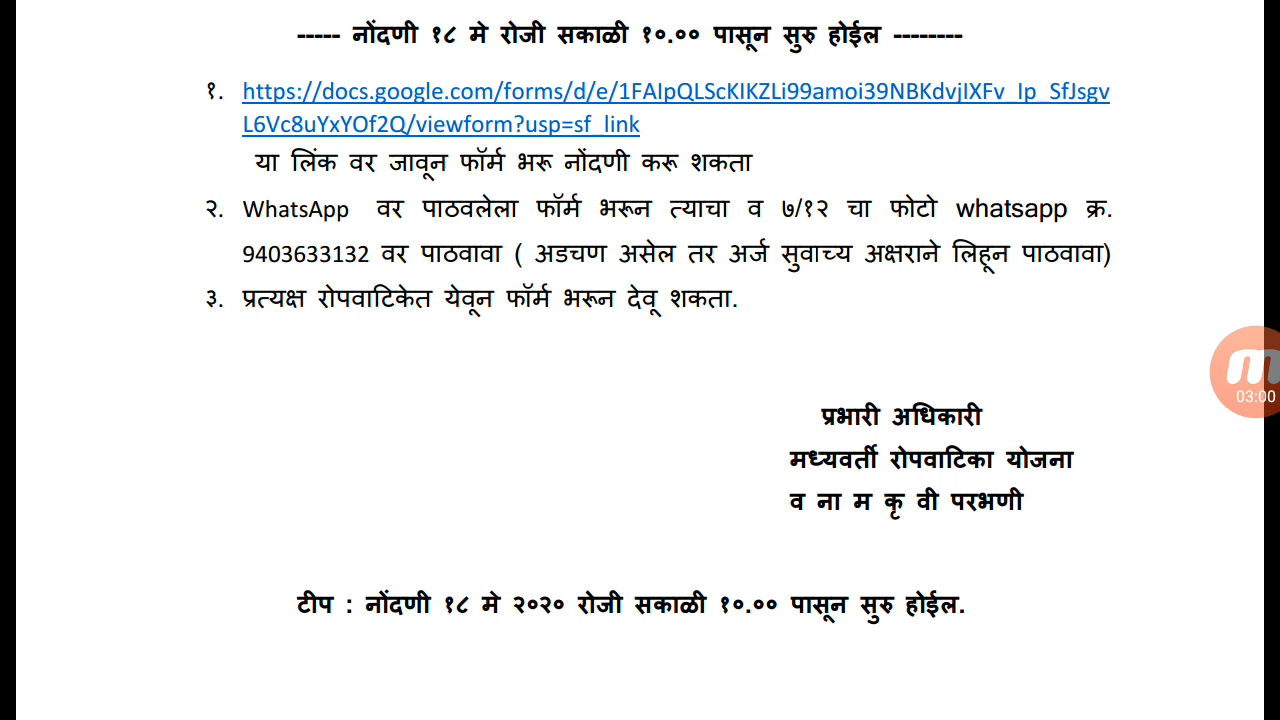 ----- नोंदणी १८ मे रोजी सकाळी १०.०० पासून सुरु होईल --------
१. https://docs.google.com/forms/d/e/1FAIpQLScKIKZLi99amoi39NBKdvjIXFv_Ip_SfJsgv
L6Vc8uYxYOf2Q/viewform?usp=sf_link
या लिंक वर जावून फॉर्म भरू नोंदणी करू शकता
२. WhatsApp वर पाठवलेला फॉर्म भरून त्याचा व ७/१२ चा फोटो whatsapp क्र.
9403633132 वर पाठवावा ( अडचण असेल तर अर्ज सुवाच्य अक्षराने लिहून पाठवावा)
३. प्रत्यक्ष रोपवाटिकेत येवून फॉर्म भरून देवू शकता.
03:00
प्रभारी अधिकारी
मध्यवर्ती रोपवाटिका योजना
व ना म कृ वी परभणी
टीप : नोंदणी १८ मे २०२० रोजी सकाळी १०.०० पासून सुरु होईल.